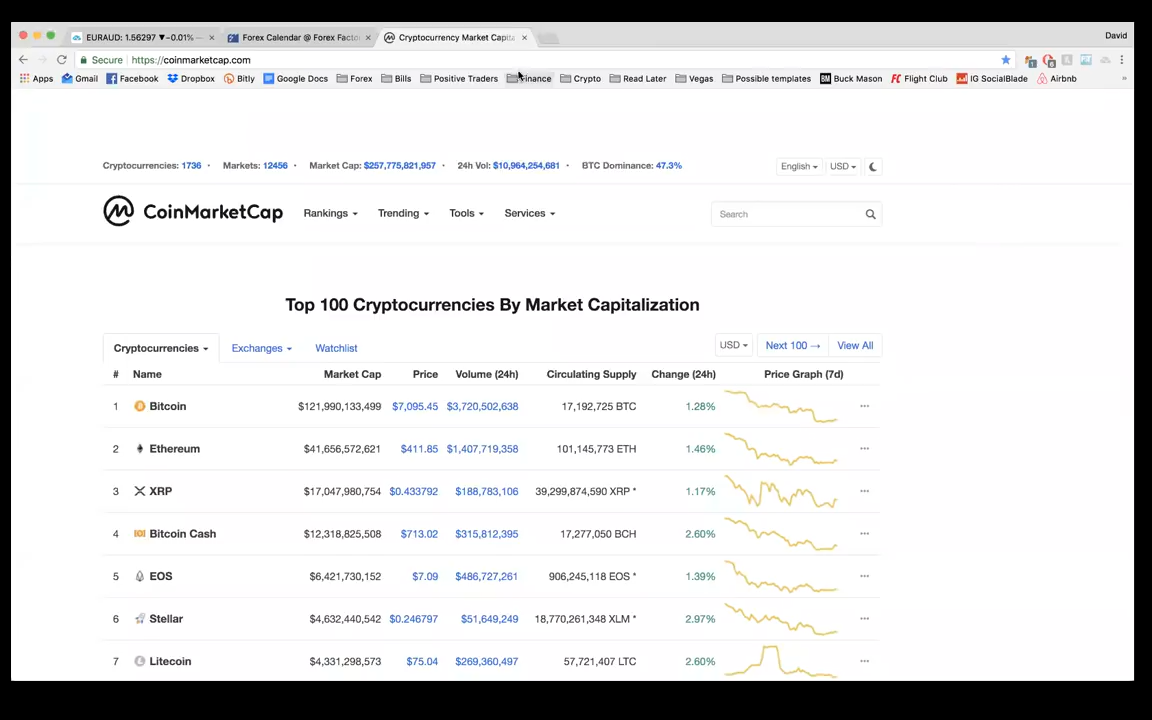 EURAUD: 1.56297 ▼−0.01% ×
Forex Calendar @ Forex Facto ×
Cryptocurrency Market Capita ×
David
Secure https://coinmarketcap.com
Apps Gmail Facebook Dropbox Bitly Google Docs Forex Bills Positive Traders Finance Crypto Read Later Vegas Possible templates Buck Mason Flight Club IG SocialBlade Airbnb »
Cryptocurrencies: 1736 • Markets: 12456 • Market Cap: $257,775,821,957 • 24h Vol: $10,964,254,681 • BTC Dominance: 47.3%
English USD
CoinMarketCap Rankings Trending Tools Services Search
Top 100 Cryptocurrencies By Market Capitalization
Cryptocurrencies Exchanges Watchlist USD Next 100 → View All
# Name Market Cap Price Volume (24h) Circulating Supply Change (24h) Price Graph (7d)
1 Bitcoin $121,990,133,499 $7,095.45 $3,720,502,638 17,192,725 BTC 1.28%
2 Ethereum $41,656,572,621 $411.85 $1,407,719,358 101,145,773 ETH 1.46%
3 XRP $17,047,980,754 $0.433792 $188,783,106 39,299,874,590 XRP * 1.17%
4 Bitcoin Cash $12,318,825,508 $713.02 $315,812,395 17,277,050 BCH 2.60%
5 EOS $6,421,730,152 $7.09 $486,727,261 906,245,118 EOS * 1.39%
6 Stellar $4,632,440,542 $0.246797 $51,649,249 18,770,261,348 XLM * 2.97%
7 Litecoin $4,331,298,573 $75.04 $269,360,497 57,721,407 LTC 2.60%